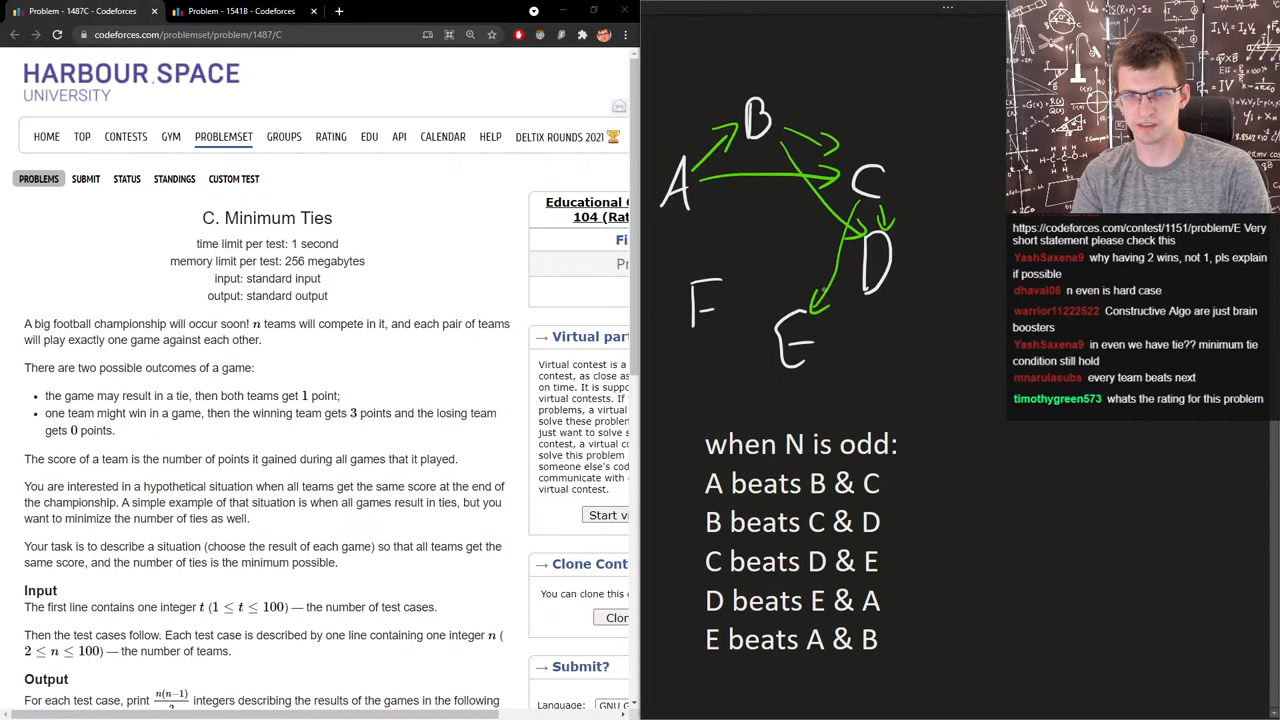 Problem - 1487C - Codeforces
Problem - 1541B - Codeforces
codeforces.com/problemset/problem/1487/C
HARBOUR.SPACE
UNIVERSITY
HOME TOP CONTESTS GYM PROBLEMSET GROUPS RATING EDU API CALENDAR HELP DELTIX ROUNDS 2021
PROBLEMS SUBMIT STATUS STANDINGS CUSTOM TEST
C. Minimum Ties
time limit per test: 1 second
memory limit per test: 256 megabytes
input: standard input
output: standard output
A big football championship will occur soon! n teams will compete in it, and each pair of teams
will play exactly one game against each other.
There are two possible outcomes of a game:
• the game may result in a tie, then both teams get 1 point;
• one team might win in a game, then the winning team gets 3 points and the losing team
gets 0 points.
The score of a team is the number of points it gained during all games that it played.
You are interested in a hypothetical situation when all teams get the same score at the end of
the championship. A simple example of that situation is when all games result in ties, but you
want to minimize the number of ties as well.
Your task is to describe a situation (choose the result of each game) so that all teams get the
same score, and the number of ties is the minimum possible.
Input
The first line contains one integer t (1 ≤ t ≤ 100) — the number of test cases.
Then the test cases follow. Each test case is described by one line containing one integer n (
2 ≤ n ≤ 100) — the number of teams.
Output
For each test case, print n(n−1)/2 integers describing the results of the games in the following
Educational
104 (Rat
Fi
Pr
→ Virtual part
Virtual contest is a
contest, as close as
on time. It is suppo
virtual contests. If
problems, a virtual
solve these problem
just want to solve s
contest, a virtual co
solve this problem
someone else's cod
communicate with
virtual contest.
Start vi
→ Clone Cont
You can clone this c
Clon
→ Submit?
Language: GNU G
B
A
C
D
F
E
when N is odd:
A beats B & C
B beats C & D
C beats D & E
D beats E & A
E beats A & B
https://codeforces.com/contest/1151/problem/E Very
short statement please check this
YashSaxena9 why having 2 wins, not 1, pls explain
if possible
dhaval06 n even is hard case
warrior11222522 Constructive Algo are just brain
boosters
YashSaxena9 in even we have tie?? minimum tie
condition still hold
mnarulasubs every team beats next
timothygreen573 whats the rating for this problem